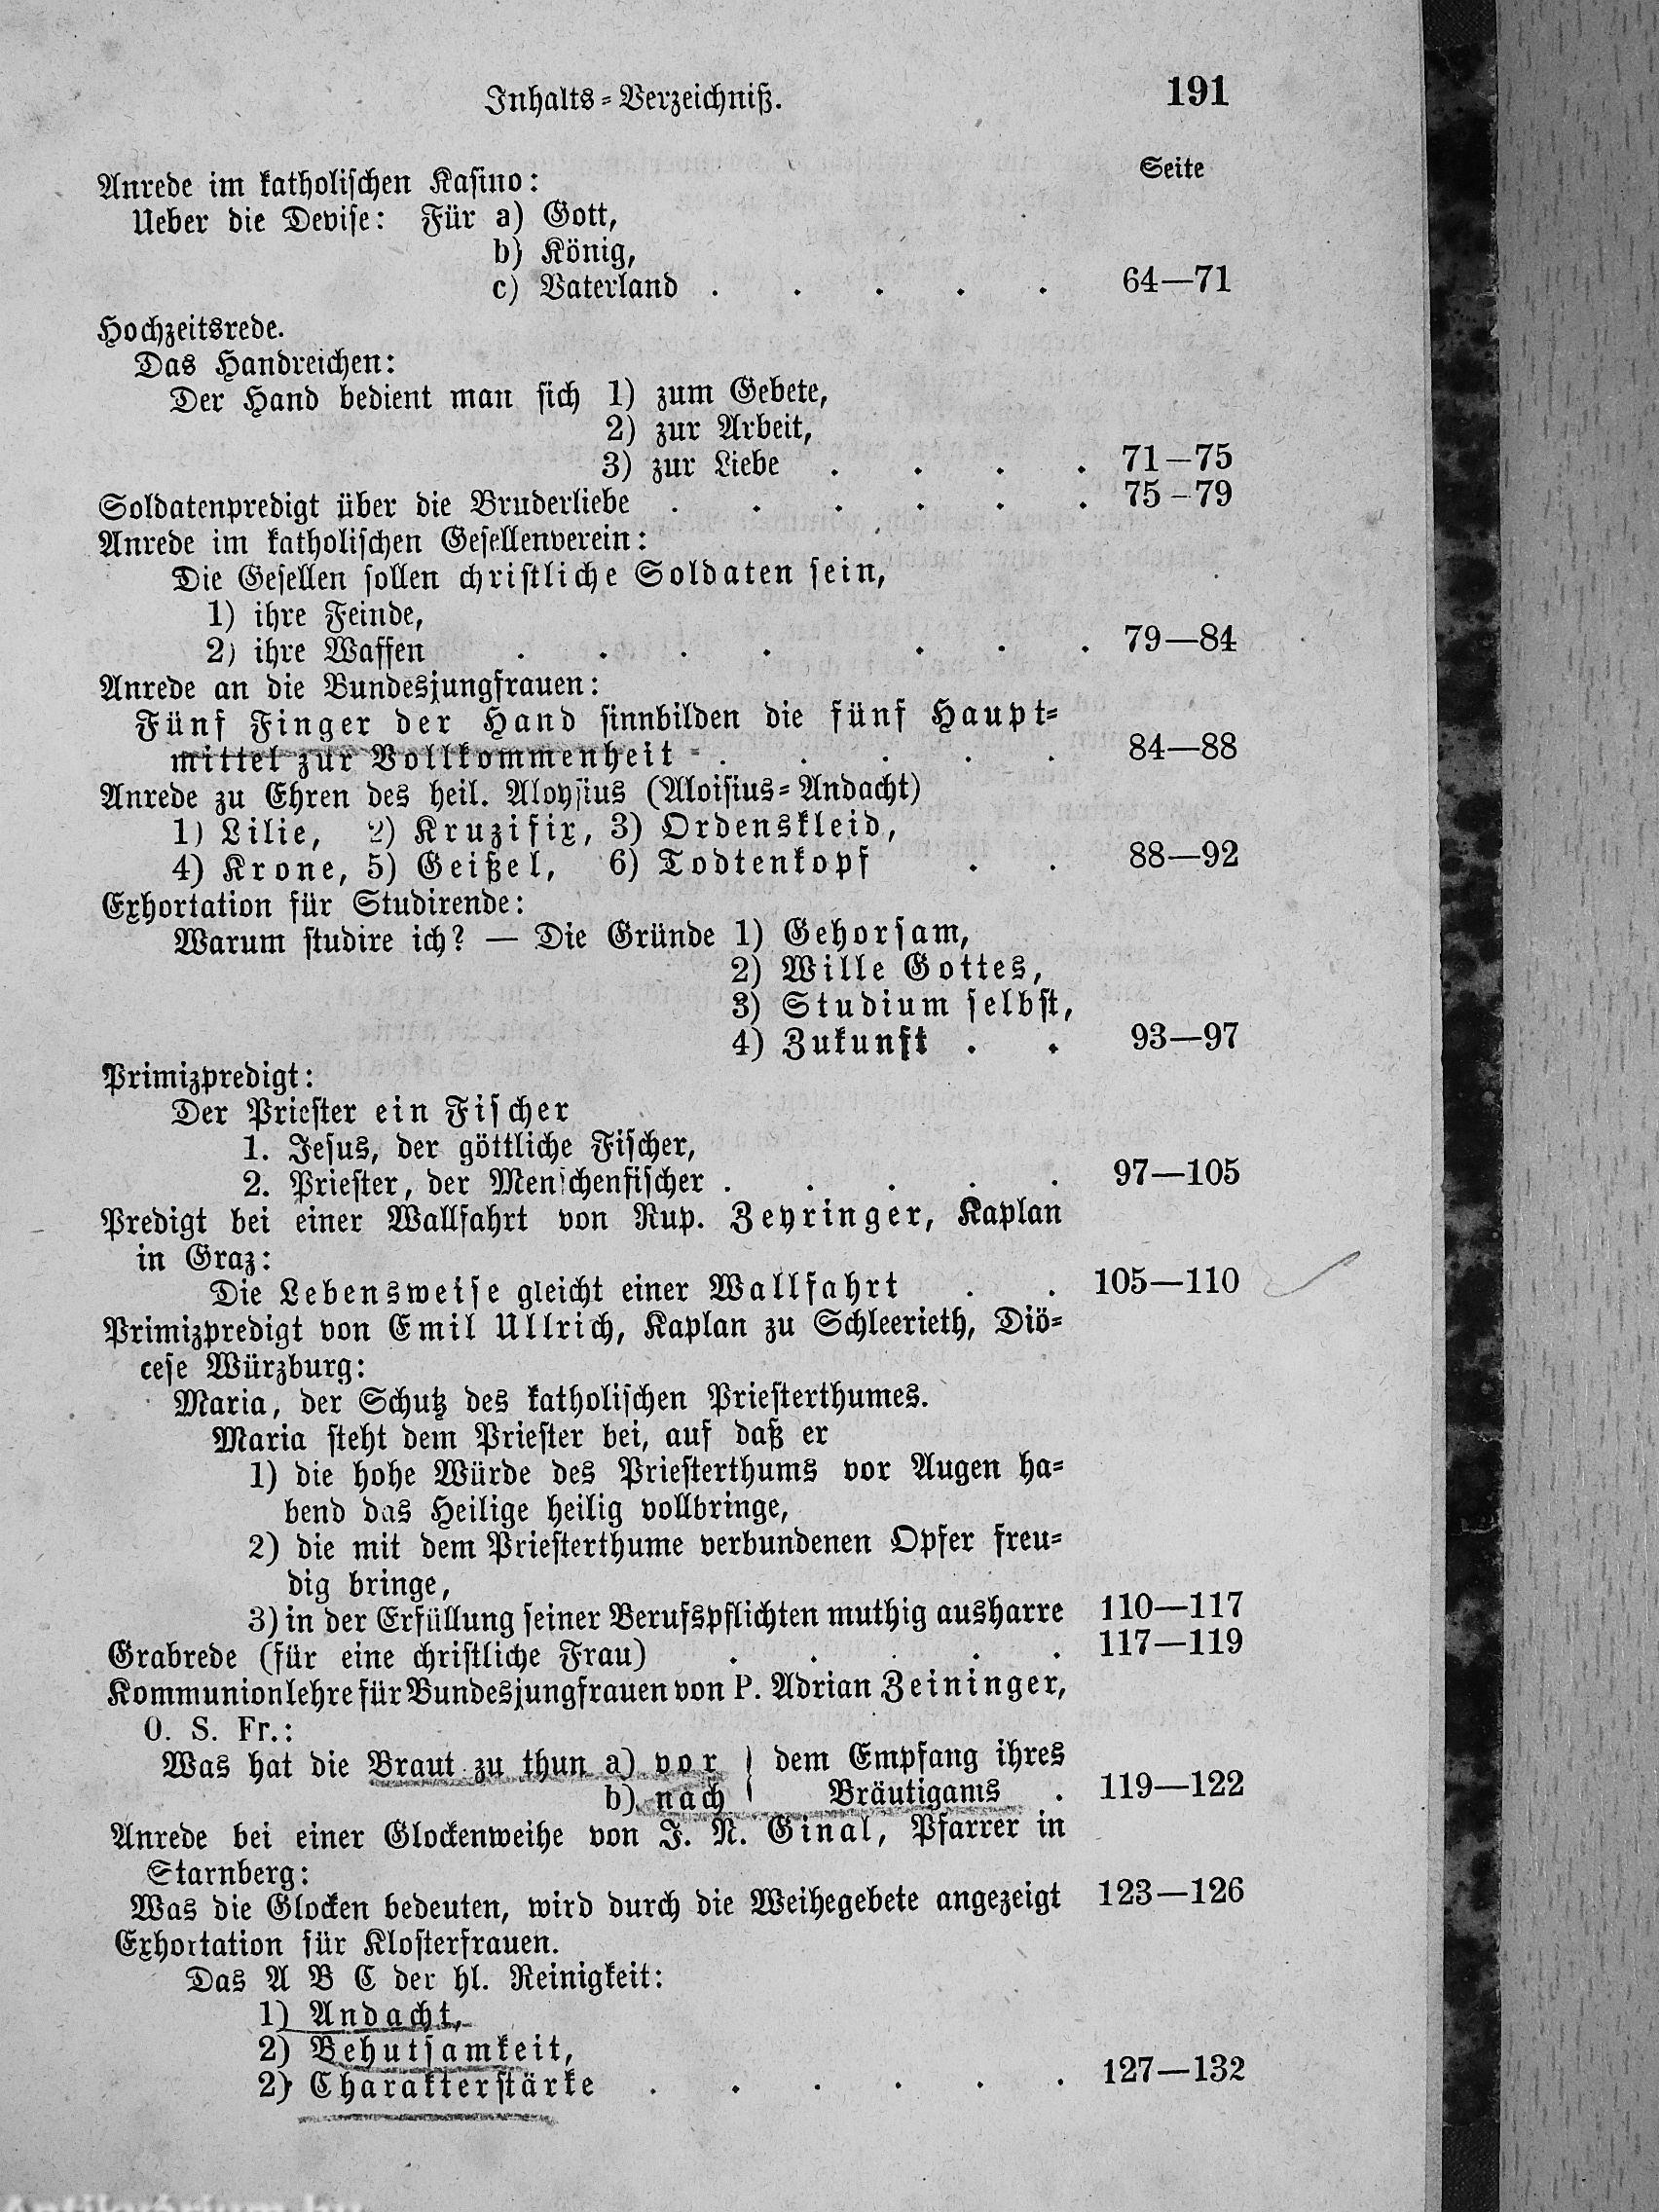 Inhalts=Verzeichniß. 191
Seite
Anrede im katholischen Kasino:
Ueber die Devise: Für a) Gott,
b) König,
c) Vaterland . . . . . 64—71
Hochzeitsrede.
Das Handreichen:
Der Hand bedient man sich 1) zum Gebete,
2) zur Arbeit,
3) zur Liebe . . . . 71—75
Soldatenpredigt über die Bruderliebe . . . . . . 75—79
Anrede im katholischen Gesellenverein:
Die Gesellen sollen christliche Soldaten sein,
1) ihre Feinde,
2) ihre Waffen . . . . . . . 79—84
Anrede an die Bundesjungfrauen:
Fünf Finger der Hand sinnbilden die fünf Haupt=
mittel zur Vollkommenheit . . . . . 84—88
Anrede zu Ehren des heil. Aloysius (Aloisius=Andacht)
1) Lilie, 2) Kruzifix, 3) Ordenskleid,
4) Krone, 5) Geißel, 6) Todtenkopf . . 88—92
Exhortation für Studirende:
Warum studire ich? — Die Gründe 1) Gehorsam,
2) Wille Gottes,
3) Studium selbst,
4) Zukunft . . 93—97
Primizpredigt:
Der Priester ein Fischer
1. Jesus, der göttliche Fischer,
2. Priester, der Menschenfischer . . . . . 97—105
Predigt bei einer Wallfahrt von Rup. Zeyringer, Kaplan
in Graz:
Die Lebensweise gleicht einer Wallfahrt . . 105—110
Primizpredigt von Emil Ullrich, Kaplan zu Schleerieth, Diö=
cese Würzburg:
Maria, der Schutz des katholischen Priesterthumes.
Maria steht dem Priester bei, auf daß er
1) die hohe Würde des Priesterthums vor Augen ha=
bend das Heilige heilig vollbringe,
2) die mit dem Priesterthume verbundenen Opfer freu=
dig bringe,
3) in der Erfüllung seiner Berufspflichten muthig ausharre 110—117
Grabrede (für eine christliche Frau) . . . . . 117—119
Kommunionlehre für Bundesjungfrauen von P. Adrian Zeininger,
O. S. Fr.:
Was hat die Braut zu thun a) vor } dem Empfang ihres
b) nach } Bräutigams . 119—122
Anrede bei einer Glockenweihe von J. N. Ginal, Pfarrer in
Starnberg:
Was die Glocken bedeuten, wird durch die Weihegebete angezeigt 123—126
Exhortation für Klosterfrauen.
Das A B C der hl. Reinigkeit:
1) Andacht,
2) Behutsamkeit,
2) Charakterstärke . . . . . . 127—132